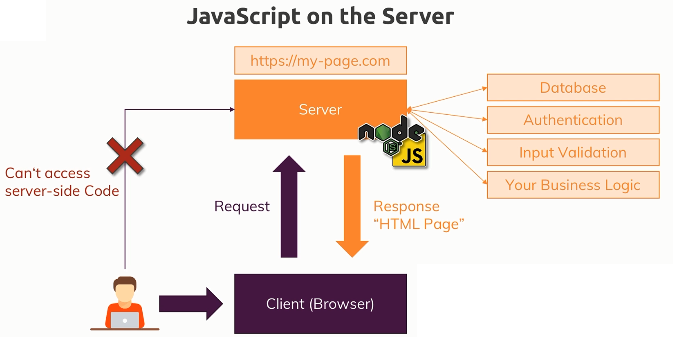 JavaScript on the Server
https://my-page.com
Server
node
JS
JS
Database
Authentication
Input Validation
Your Business Logic
Can't access
server-side Code
Request
Response
“HTML Page”
Client (Browser)